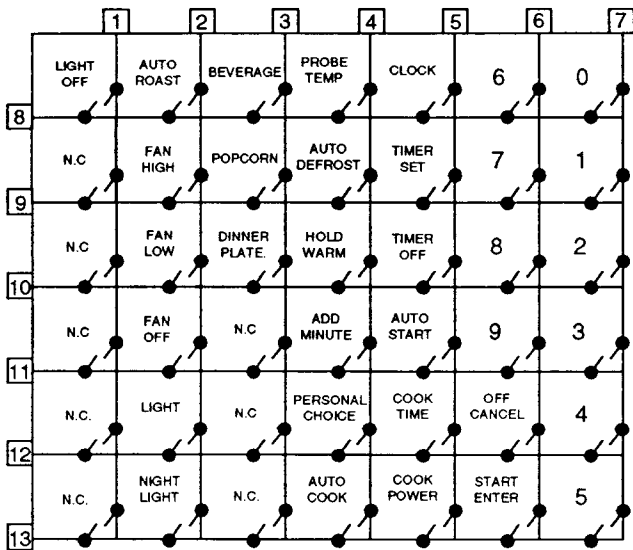 1 2 3 4 5 6 7
LIGHT OFF AUTO ROAST BEVERAGE PROBE TEMP CLOCK 6 0
8
N.C FAN HIGH POPCORN AUTO DEFROST TIMER SET 7 1
9
N.C FAN LOW DINNER PLATE. HOLD WARM TIMER OFF 8 2
10
N.C FAN OFF N.C ADD MINUTE AUTO START 9 3
11
N.C. LIGHT N.C PERSONAL CHOICE COOK TIME OFF CANCEL 4
12
N.C. NIGHT LIGHT N.C. AUTO COOK COOK POWER START ENTER 5
13